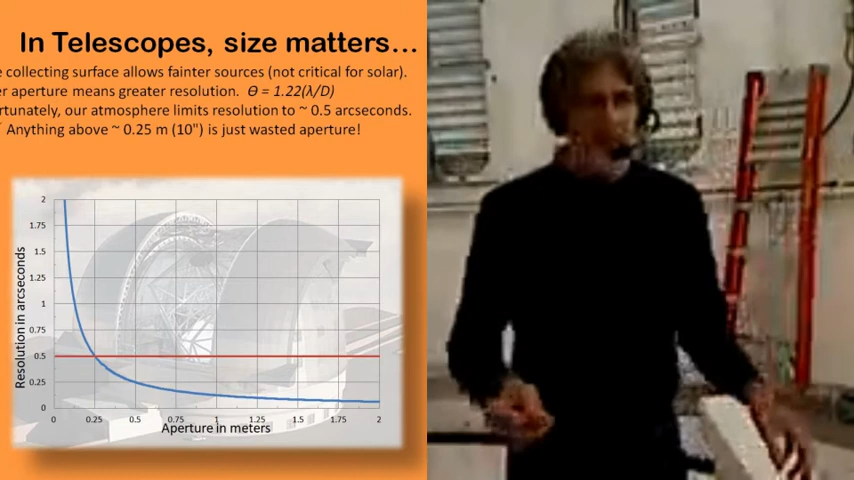 In Telescopes, size matters…
e collecting surface allows fainter sources (not critical for solar).
er aperture means greater resolution. Ɵ = 1.22(λ/D)
rtunately, our atmosphere limits resolution to ~ 0.5 arcseconds.
Anything above ~ 0.25 m (10") is just wasted aperture!
2
1.75
1.5
1.25
1
0.75
0.5
0.25
0
Resolution in arcseconds
0 0.25 0.5 0.75 1 1.25 1.5 1.75 2
Aperture in meters